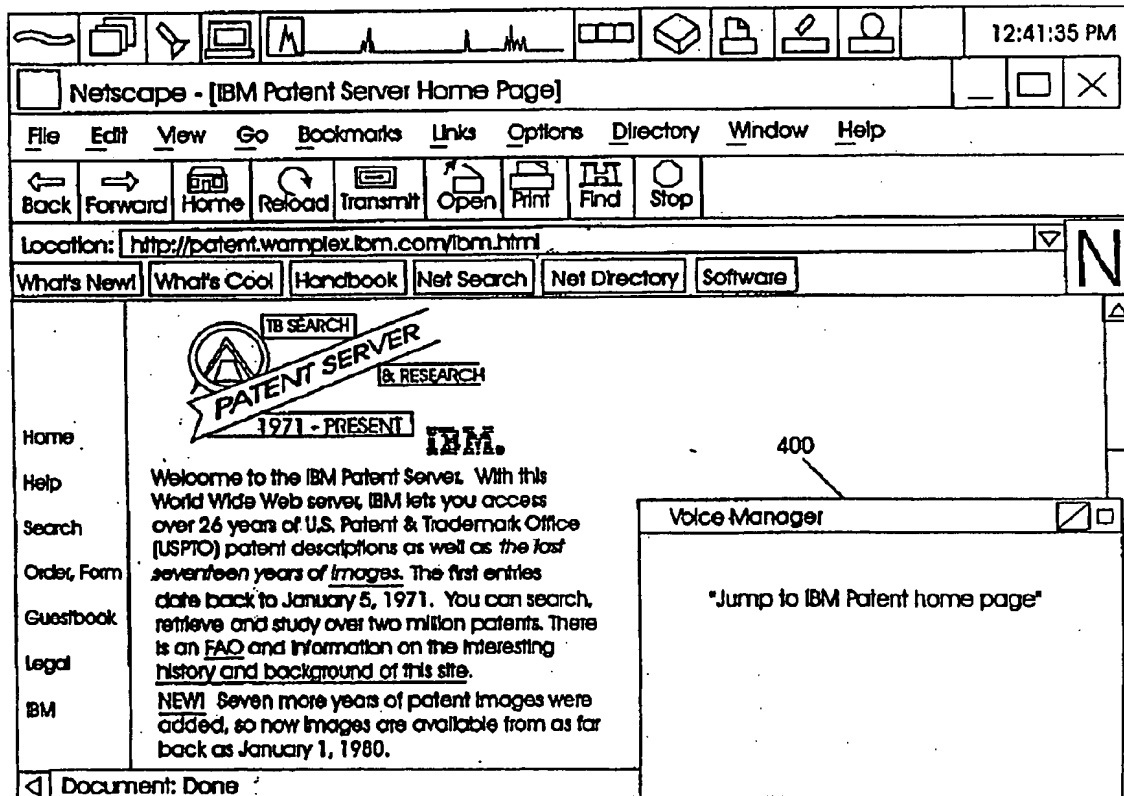 12:41:35 PM
Netscape - [IBM Patent Server Home Page]
File Edit View Go Bookmarks Links Options Directory Window Help
Back Forward Home Reload Transmit Open Print Find Stop
Location: http://patent.wamplex.ibm.com/ibm.html
N
What's New! What's Cool Handbook Net Search Net Directory Software
TB SEARCH
PATENT SERVER
& RESEARCH
1971 - PRESENT
IBM.
Home
Help
Search
Order, Form
Guestbook
Legal
IBM
Welcome to the IBM Patent Server. With this
World Wide Web server, IBM lets you access
over 26 years of U.S. Patent & Trademark Office
(USPTO) patent descriptions as well as the last
seventeen years of images. The first entries
date back to January 5, 1971. You can search,
retrieve and study over two million patents. There
is an FAQ and information on the interesting
history and background of this site.
NEW! Seven more years of patent images were
added, so now images are available from as far
back as January 1, 1980.
400
Voice Manager
"Jump to IBM Patent home page"
Document: Done